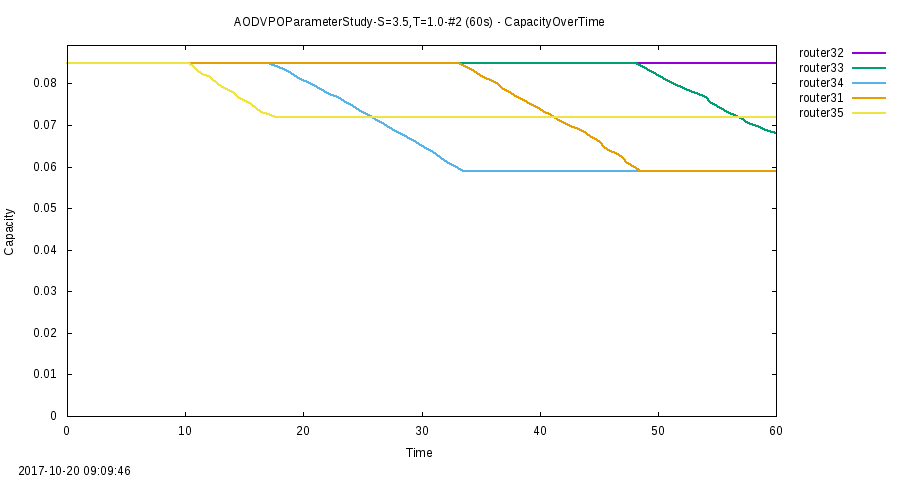 AODVPOParameterStudy-S=3.5,T=1.0-#2 (60s) - CapacityOverTime
router32
router33
router34
router31
router35
0.08
0.07
0.06
0.05
0.04
0.03
0.02
0.01
0
Capacity
0 10 20 30 40 50 60
Time
2017-10-20 09:09:46